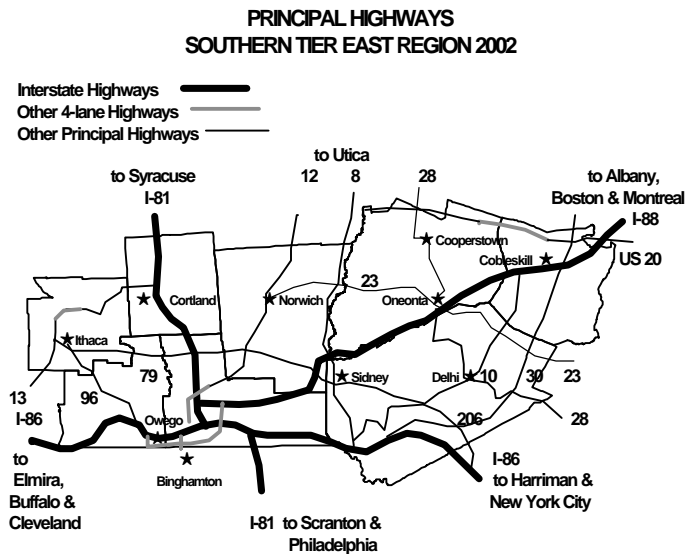 PRINCIPAL HIGHWAYS
SOUTHERN TIER EAST REGION 2002
Interstate Highways
Other 4-lane Highways
Other Principal Highways
to Syracuse
I-81
to Utica
12
8
28
to Albany,
Boston & Montreal
I-88
US 20
Cooperstown
Cobleskill
23
Cortland
Norwich
Oneonta
Ithaca
79
Sidney
Delhi
10
30
23
13
96
I-86
Owego
206
28
to
Elmira,
Buffalo &
Cleveland
Binghamton
I-86
to Harriman &
New York City
I-81 to Scranton &
Philadelphia